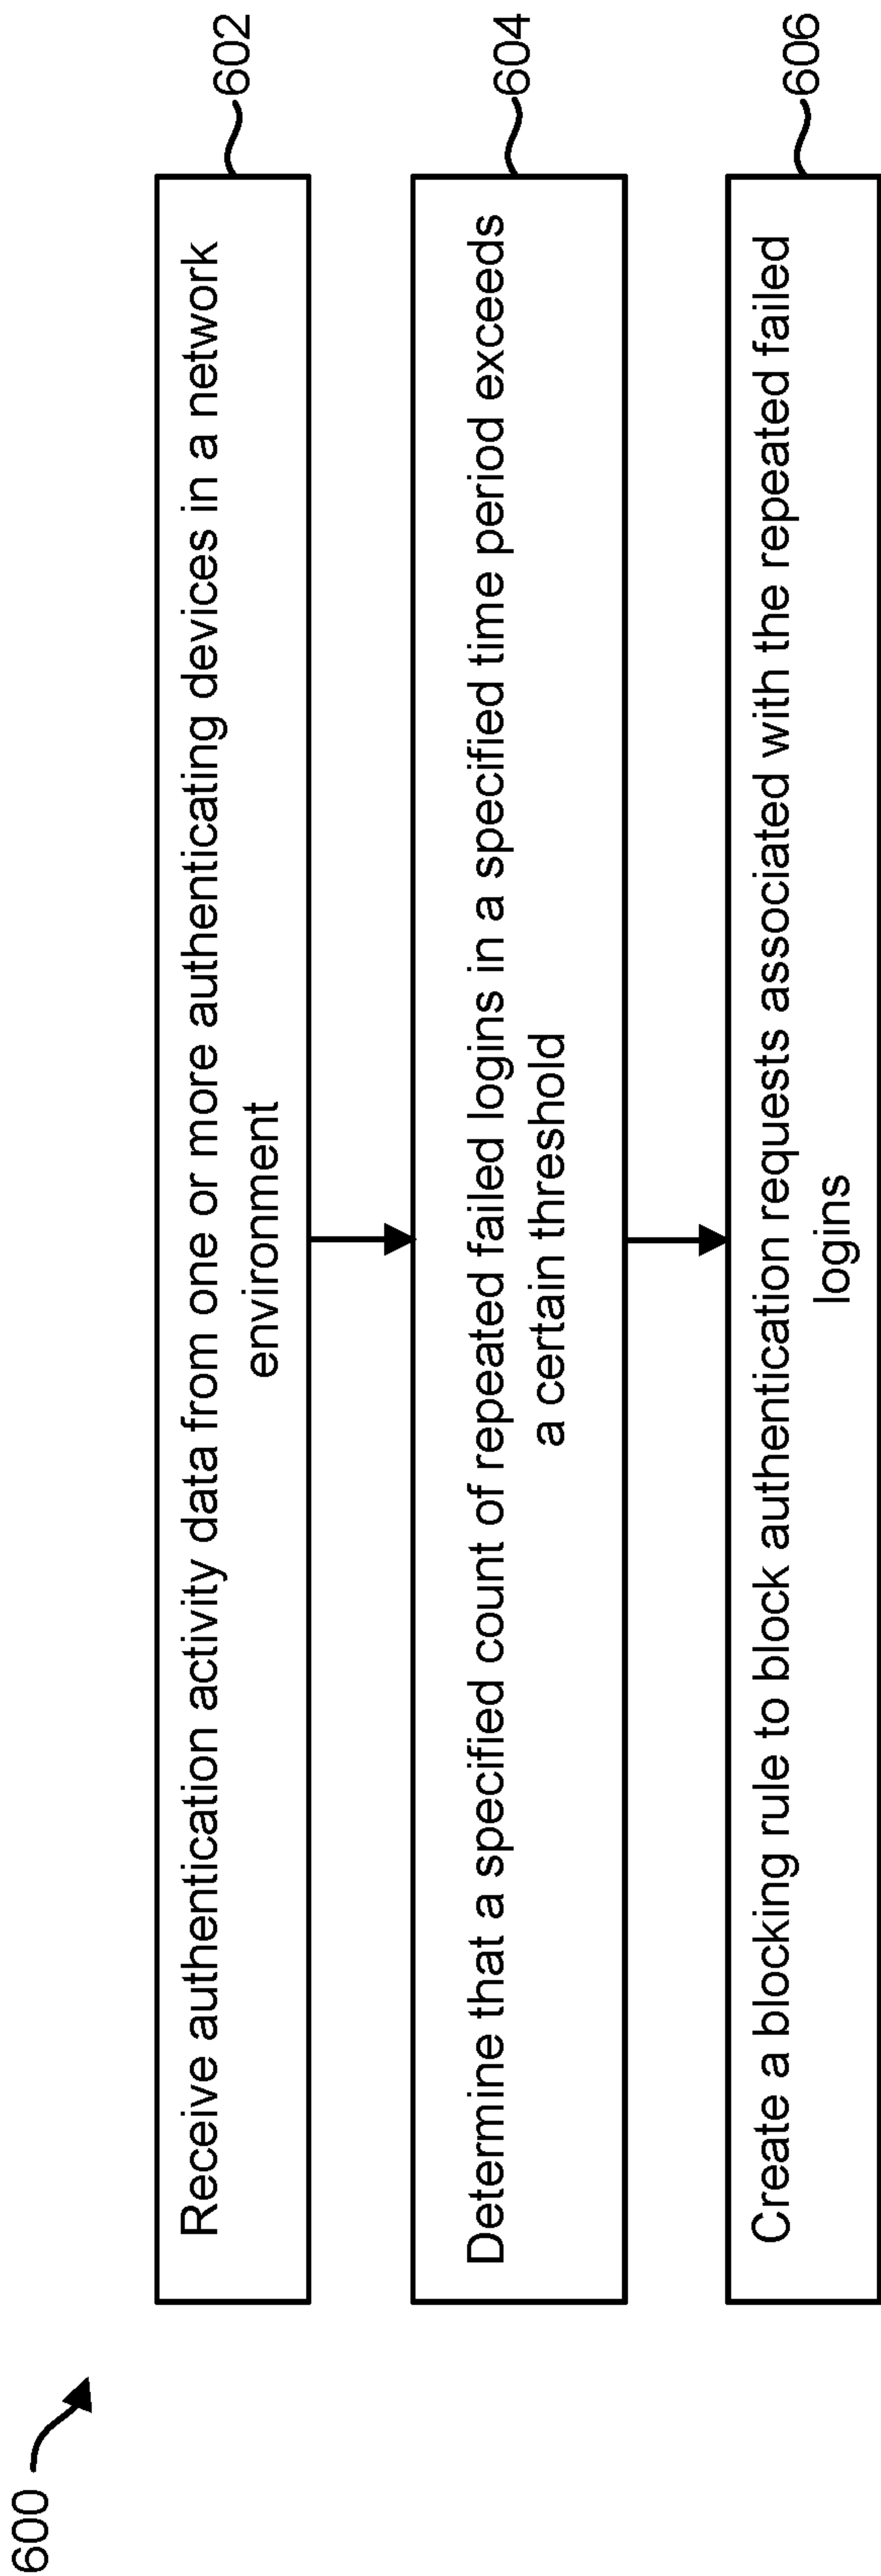 600
Receive authentication activity data from one or more authenticating devices in a network
environment
602
Determine that a specified count of repeated failed logins in a specified time period exceeds
a certain threshold
604
Create a blocking rule to block authentication requests associated with the repeated failed
logins
606